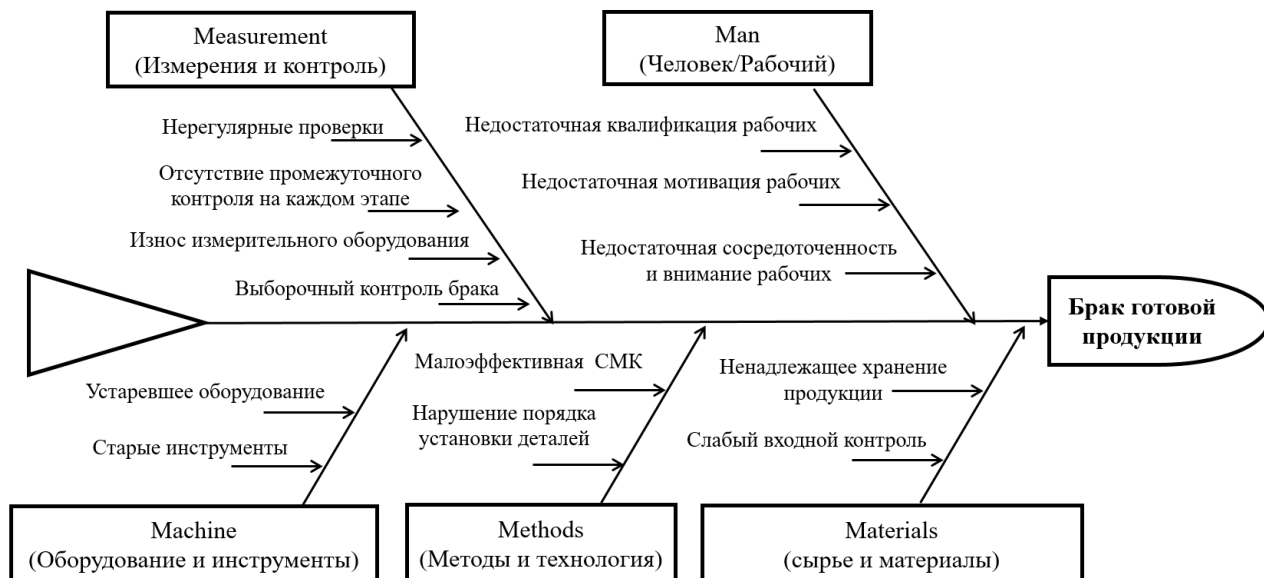 Measurement
(Измерения и контроль)
Man
(Человек/Рабочий)
Нерегулярные проверки
Отсутствие промежуточного
контроля на каждом этапе
Износ измерительного оборудования
Выборочный контроль брака
Недостаточная квалификация рабочих
Недостаточная мотивация рабочих
Недостаточная сосредоточенность
и внимание рабочих
Брак готовой
продукции
Устаревшее оборудование
Старые инструменты
Малоэффективная СМК
Нарушение порядка
установки деталей
Ненадлежащее хранение
продукции
Слабый входной контроль
Machine
(Оборудование и инструменты)
Methods
(Методы и технология)
Materials
(сырье и материалы)